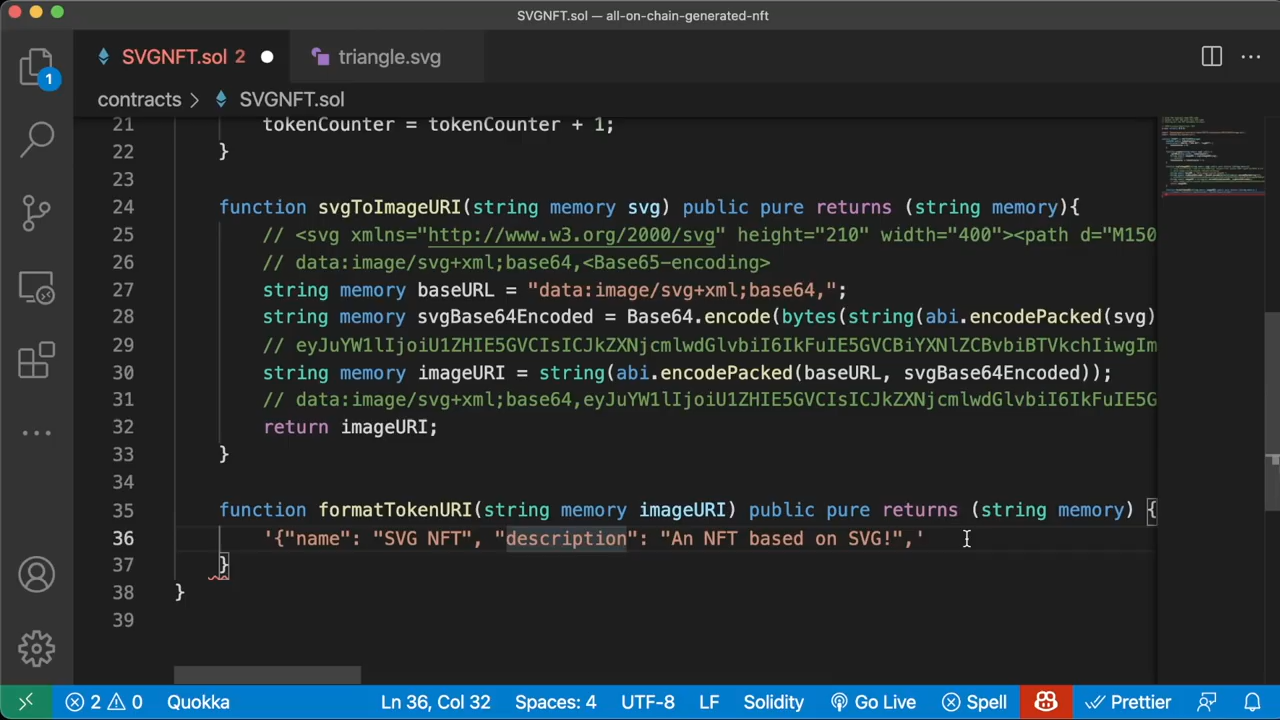 SVGNFT.sol — all-on-chain-generated-nft
SVGNFT.sol 2
triangle.svg
1
contracts > SVGNFT.sol
21 tokenCounter = tokenCounter + 1;
22 }
23
24 function svgToImageURI(string memory svg) public pure returns (string memory){
25 // <svg xmlns="http://www.w3.org/2000/svg" height="210" width="400"><path d="M150
26 // data:image/svg+xml;base64,<Base65-encoding>
27 string memory baseURL = "data:image/svg+xml;base64,";
28 string memory svgBase64Encoded = Base64.encode(bytes(string(abi.encodePacked(svg)
29 // eyJuYW1lIjoiU1ZHIE5GVCIsICJkZXNjcmlwdGlvbiI6IkFuIE5GVCBiYXNlZCBvbiBTVkchIiwgIm
30 string memory imageURI = string(abi.encodePacked(baseURL, svgBase64Encoded));
31 // data:image/svg+xml;base64,eyJuYW1lIjoiU1ZHIE5GVCIsICJkZXNjcmlwdGlvbiI6IkFuIE5G
32 return imageURI;
33 }
34
35 function formatTokenURI(string memory imageURI) public pure returns (string memory) {
36 '{"name": "SVG NFT", "description": "An NFT based on SVG!",'
37 }
38 }
39
2 0 Quokka Ln 36, Col 32 Spaces: 4 UTF-8 LF Solidity Go Live Spell Prettier